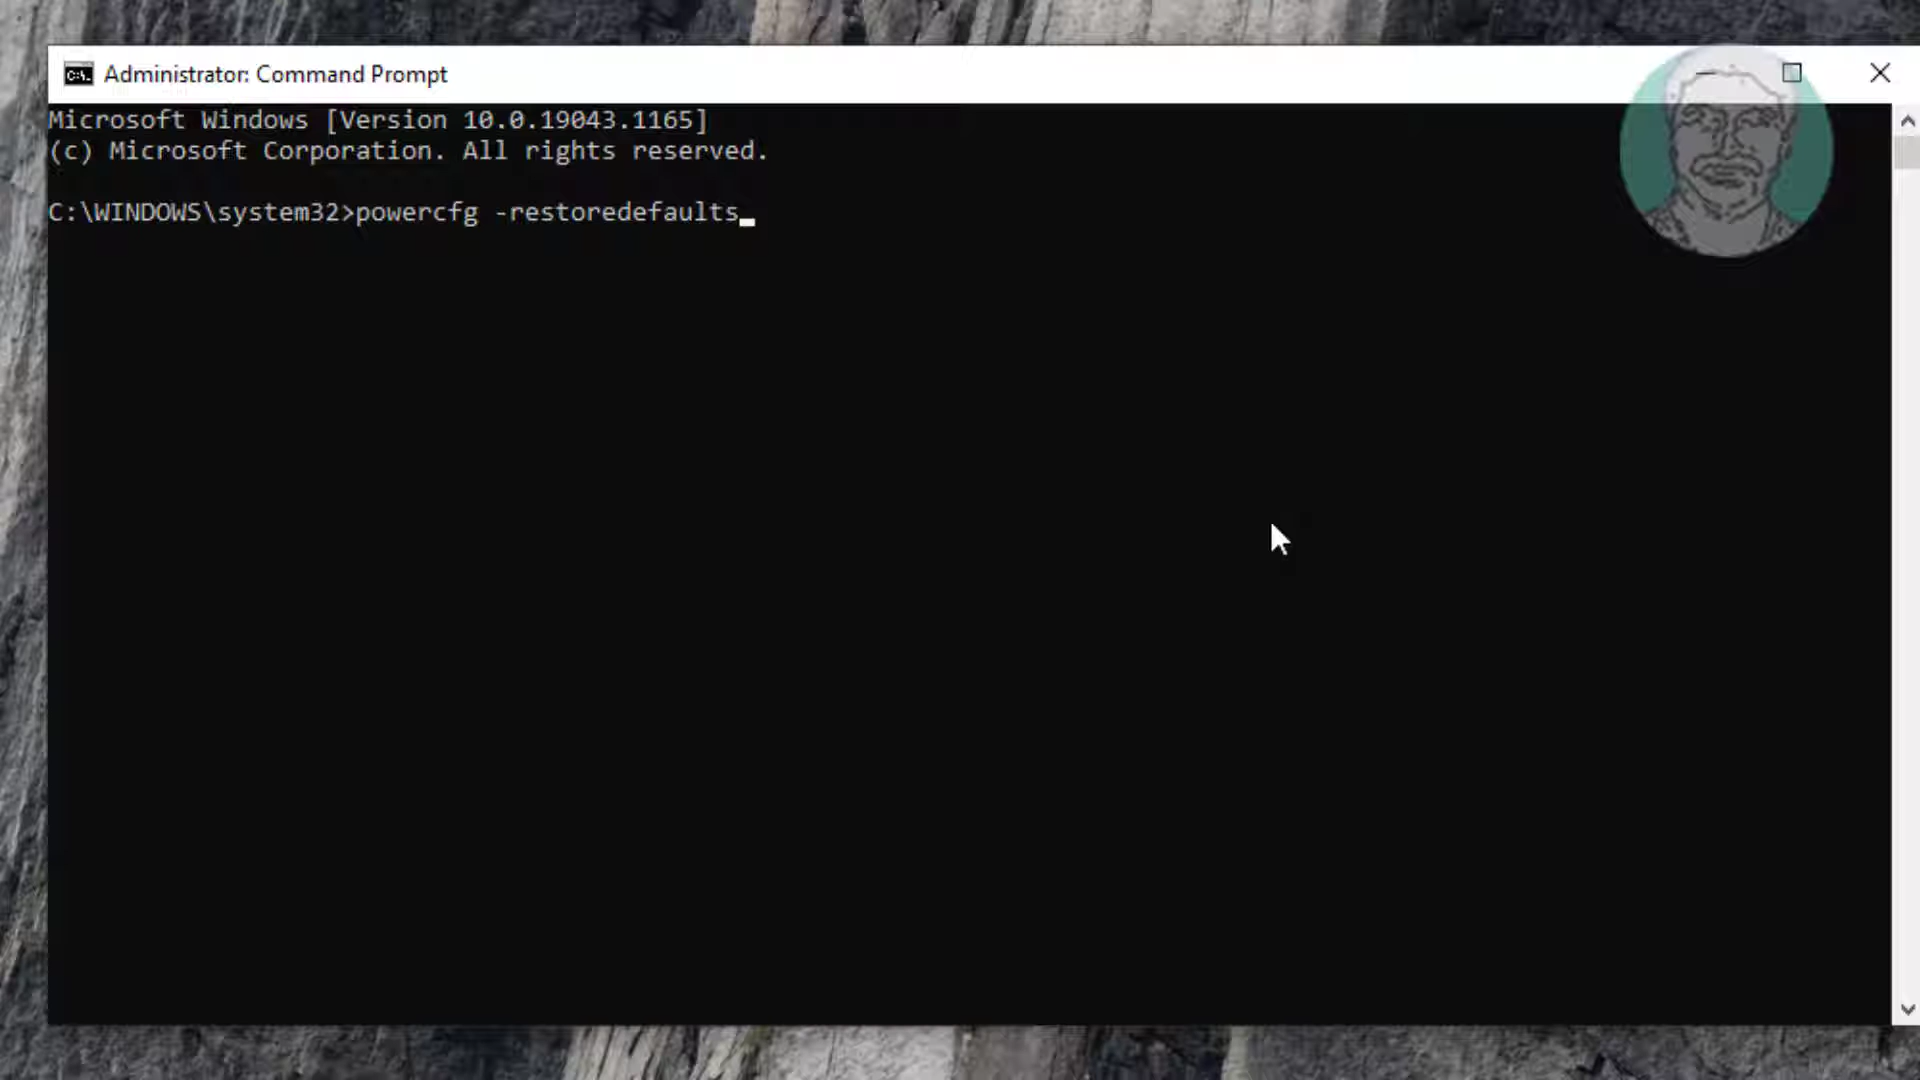 Administrator: Command Prompt
Microsoft Windows [Version 10.0.19043.1165]
(c) Microsoft Corporation. All rights reserved.
C:\WINDOWS\system32>powercfg -restoredefaults